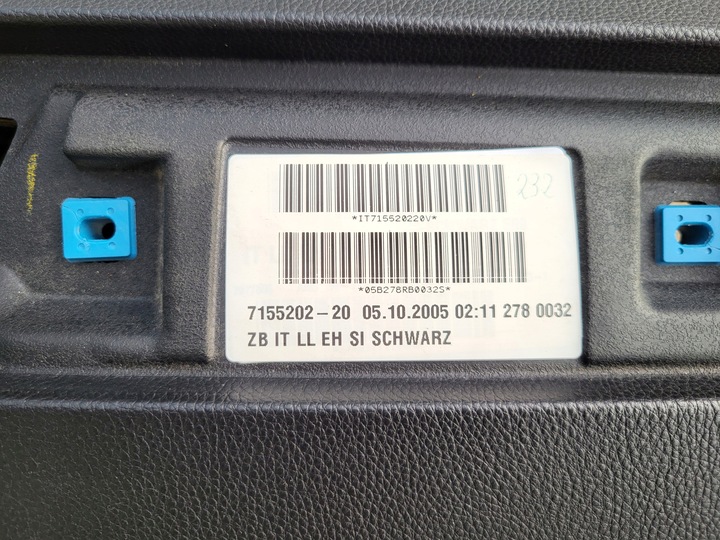 232
*IT715520220V*
*05B278RB0032S*
7155202-20 05.10.2005 02:11 278 0032
ZB IT LL EH SI SCHWARZ